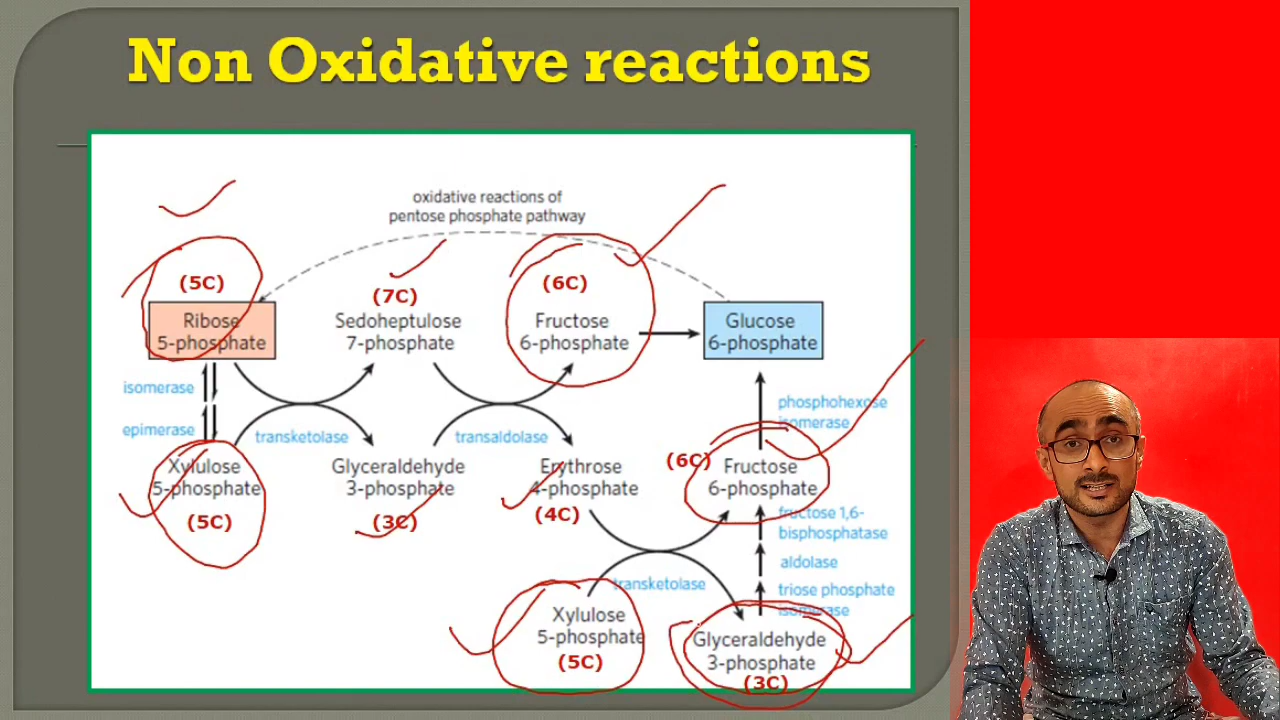 Non Oxidative reactions
oxidative reactions of
pentose phosphate pathway
(5C)
(7C)
(6C)
Ribose
5-phosphate
Sedoheptulose
7-phosphate
Fructose
6-phosphate
Glucose
6-phosphate
isomerase
epimerase
transketolase
transaldolase
phosphohexose
isomerase
Xylulose
5-phosphate
(5C)
Glyceraldehyde
3-phosphate
(3C)
Erythrose
4-phosphate
(4C)
(6C)
Fructose
6-phosphate
fructose 1,6-
bisphosphatase
aldolase
triose phosphate
isomerase
transketolase
Xylulose
5-phosphate
(5C)
Glyceraldehyde
3-phosphate
(3C)